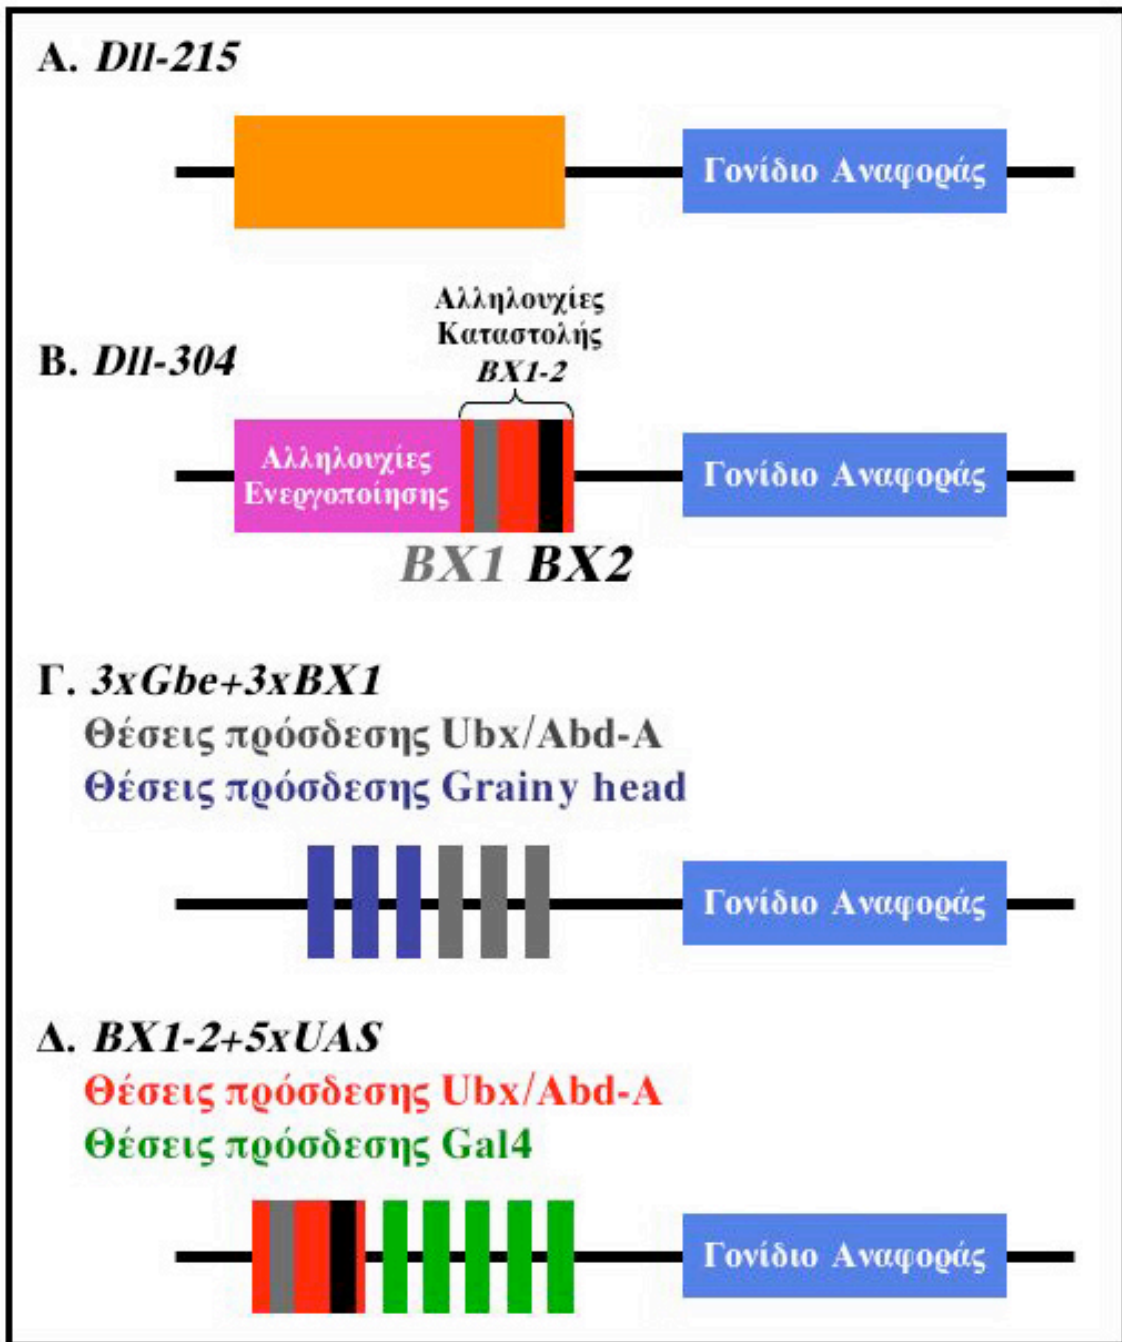 Α. Dll-215
Γονίδιο Αναφοράς
Αλληλουχίες
Καταστολής
BX1-2
Β. Dll-304
Αλληλουχίες
Ενεργοποίησης
Γονίδιο Αναφοράς
BX1 BX2
Γ. 3xGbe+3xBX1
Θέσεις πρόσδεσης Ubx/Abd-A
Θέσεις πρόσδεσης Grainy head
Γονίδιο Αναφοράς
Δ. BX1-2+5xUAS
Θέσεις πρόσδεσης Ubx/Abd-A
Θέσεις πρόσδεσης Gal4
Γονίδιο Αναφοράς